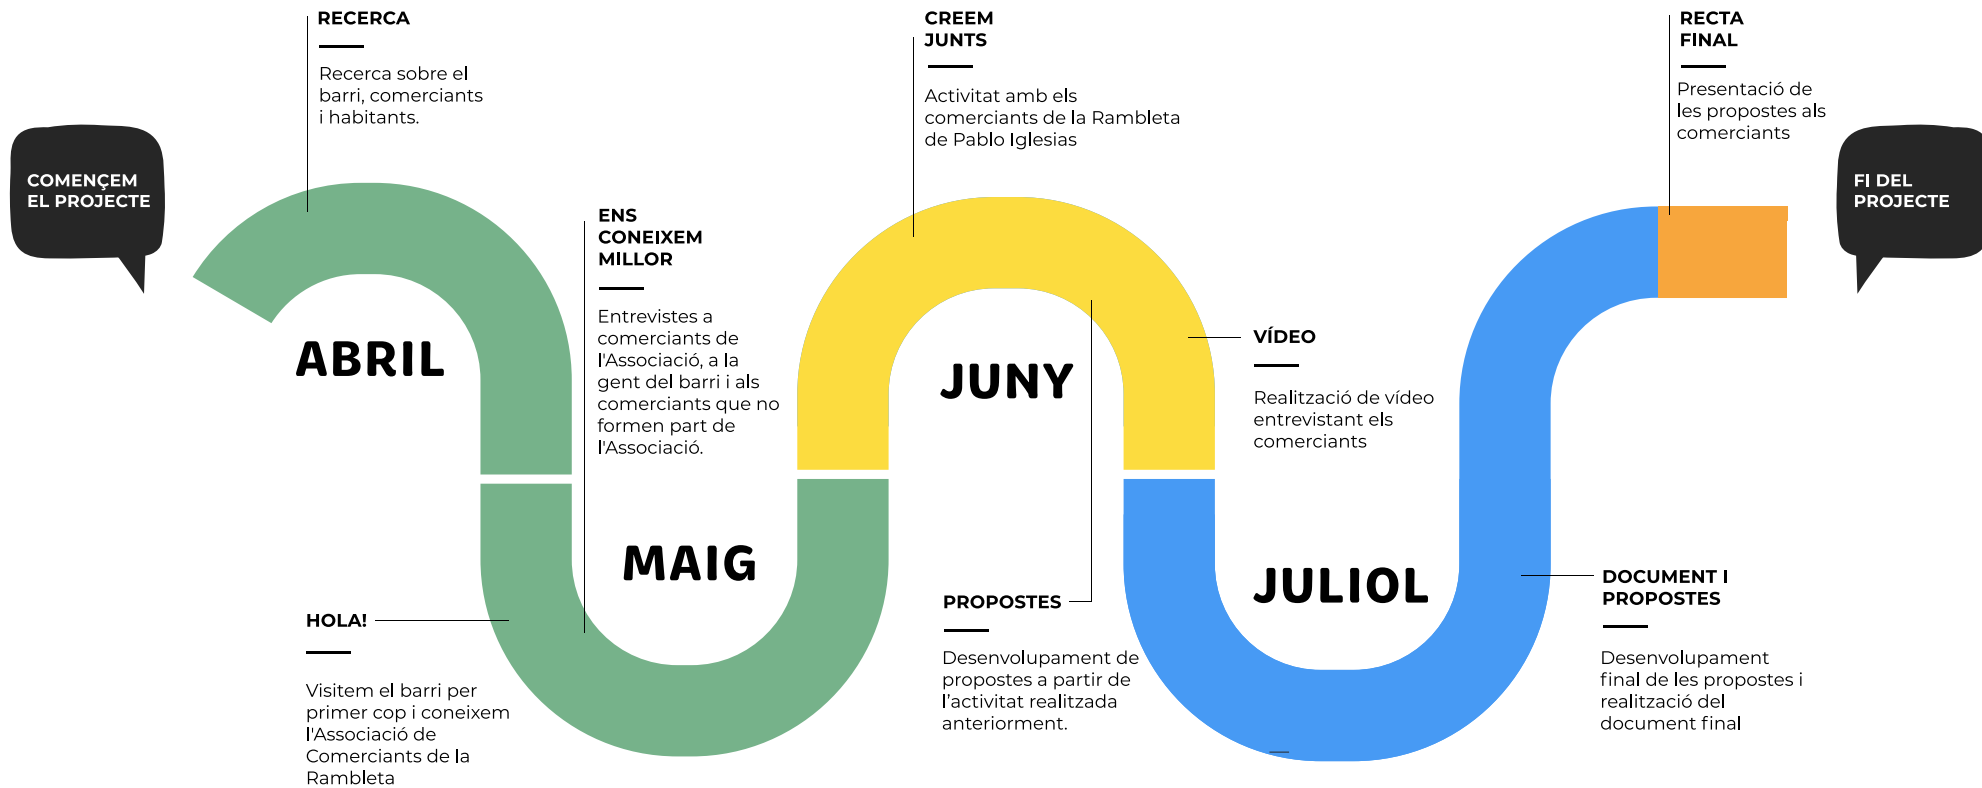 COMENÇEM
EL PROJECTE
RECERCA
Recerca sobre el
barri, comerciants
i habitants.
ABRIL
HOLA!
Visitem el barri per
primer cop i coneixem
l'Associació de
Comerciants de la
Rambleta
ENS
CONEIXEM
MILLOR
Entrevistes a
comerciants de
l'Associació, a la
gent del barri i als
comerciants que no
formen part de
l'Associació.
MAIG
CREEM
JUNTS
Activitat amb els
comerciants de la Rambleta
de Pablo Iglesias
JUNY
PROPOSTES
Desenvolupament de
propostes a partir de
l’activitat realitzada
anteriorment.
VÍDEO
Realització de vídeo
entrevistant els
comerciants
JULIOL
DOCUMENT I
PROPOSTES
Desenvolupament
final de les propostes i
realització del
document final
RECTA
FINAL
Presentació de
les propostes als
comerciants
FI DEL
PROJECTE